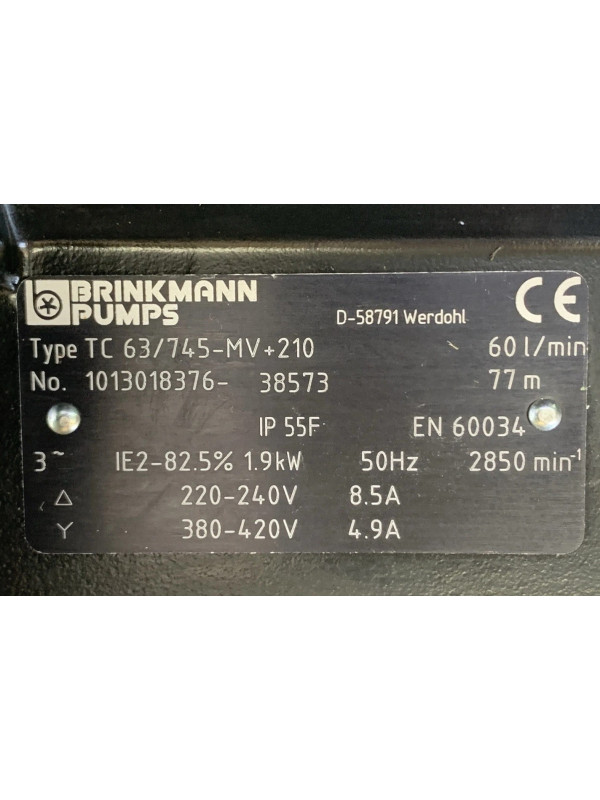 BRINKMANN
PUMPS
D-58791 Werdohl CE
Type TC 63/745-MV+210 60 l/min
No. 1013018376- 38573 77 m
IP 55F EN 60034
3~ IE2-82.5% 1.9kW 50Hz 2850 min-¹
△ 220-240V 8.5A
Y 380-420V 4.9A